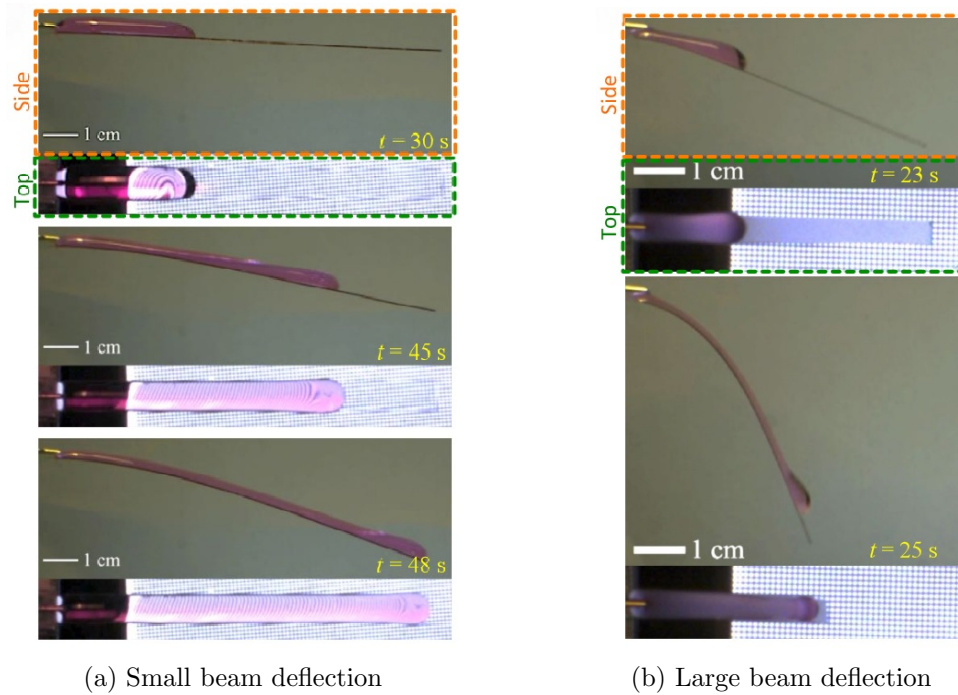 Side
1 cm
t = 30 s
Top
1 cm
t = 45 s
1 cm
t = 48 s
(a) Small beam deflection
Side
1 cm
t = 23 s
Top
1 cm
t = 25 s
(b) Large beam deflection